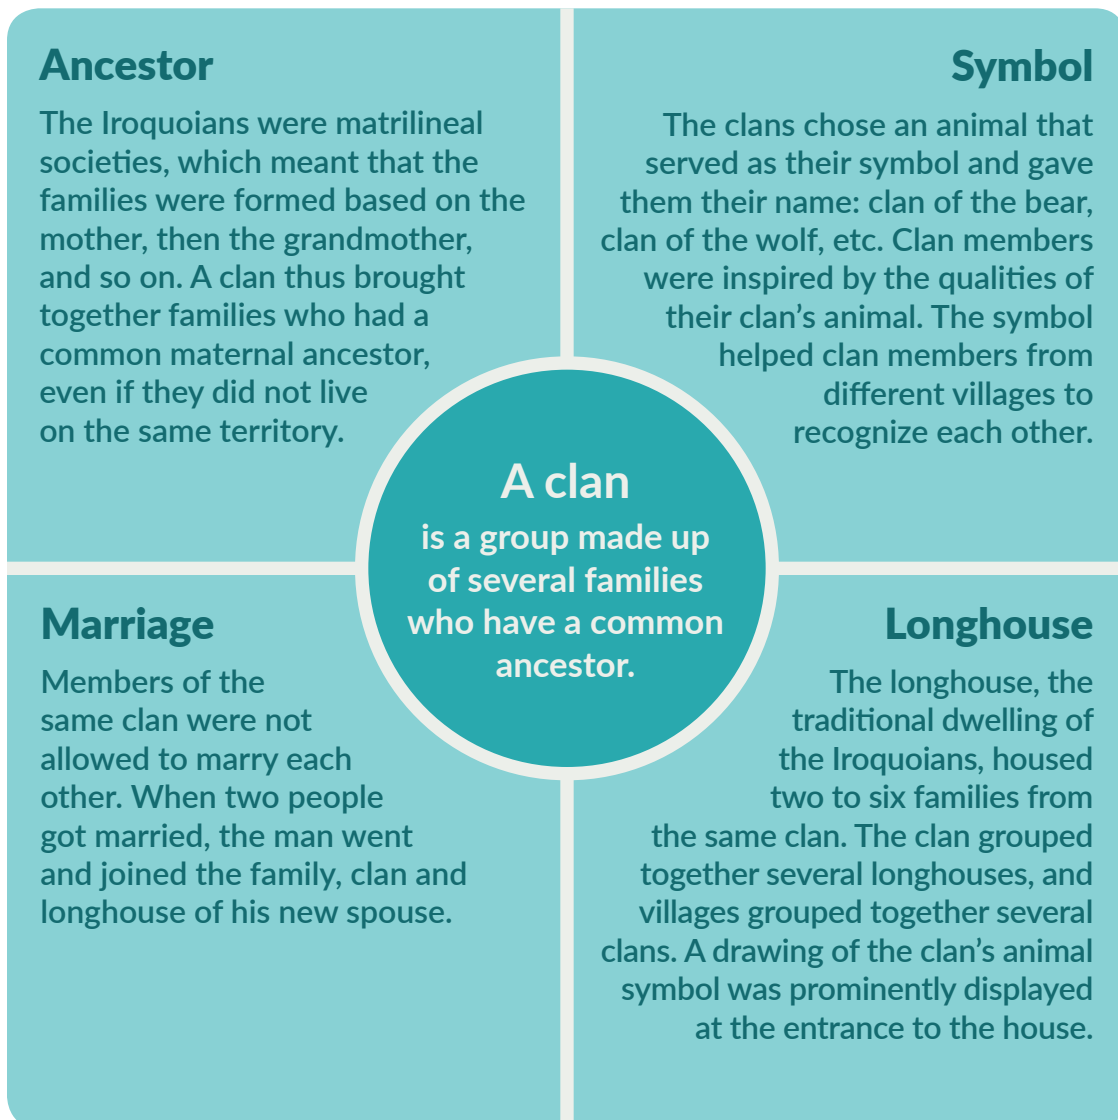 Ancestor
The Iroquoians were matrilineal
societies, which meant that the
families were formed based on the
mother, then the grandmother,
and so on. A clan thus brought
together families who had a
common maternal ancestor,
even if they did not live
on the same territory.
Symbol
The clans chose an animal that
served as their symbol and gave
them their name: clan of the bear,
clan of the wolf, etc. Clan members
were inspired by the qualities of
their clan’s animal. The symbol
helped clan members from
different villages to
recognize each other.
A clan
is a group made up
of several families
who have a common
ancestor.
Marriage
Members of the
same clan were not
allowed to marry each
other. When two people
got married, the man went
and joined the family, clan and
longhouse of his new spouse.
Longhouse
The longhouse, the
traditional dwelling of
the Iroquoians, housed
two to six families from
the same clan. The clan grouped
together several longhouses, and
villages grouped together several
clans. A drawing of the clan’s animal
symbol was prominently displayed
at the entrance to the house.